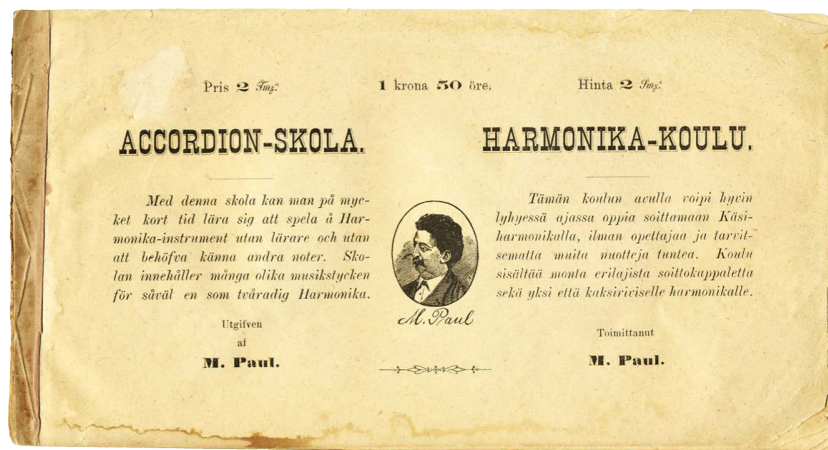 Pris 2 Fmk.
1 krona 50 öre.
Hinta 2 Smk.
ACCORDION-SKOLA.
Med denna skola kan man på myc-
ket kort tid lära sig att spela å Har-
monika-instrument utan lärare och utan
att behöfva känna andra noter. Sko-
lan innehåller många olika musikstycken
för såväl en som tvåradig Harmonika.
Utgifven
af
M. Paul.
M. Paul
HARMONIKA-KOULU.
Tämän koulun avulla voipi hyvin
lyhyessä ajassa oppia soittamaan Käsi-
harmonikalla, ilman opettajaa ja tarvit-
sematta muita nuotteja tuntea. Koulu
sisältää monta erilajista soittokappaletta
sekä yksi että kaksiriviselle harmonikalle.
Toimittanut
M. Paul.